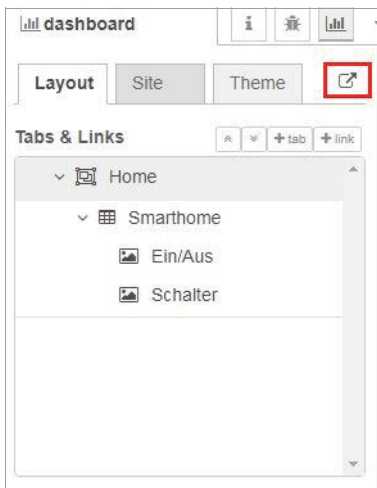 dashboard i
Layout Site Theme
Tabs & Links + tab + link
Home
Smarthome
Ein/Aus
Schalter